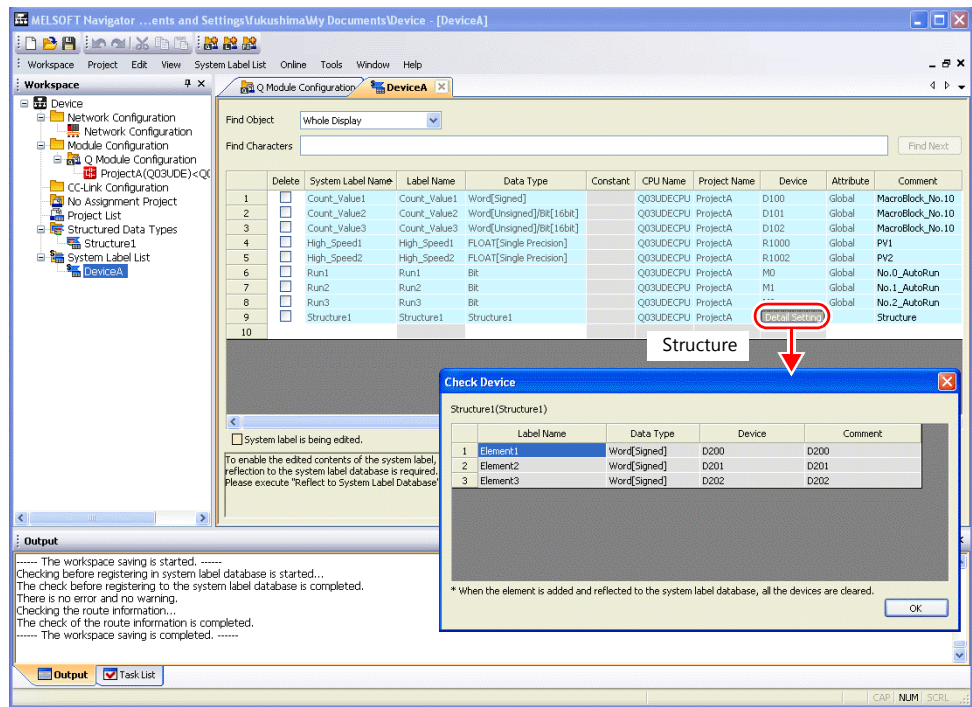 MELSOFT Navigator ...ents and Settings\fukushima\My Documents\Device - [DeviceA]
Workspace Project Edit View System Label List Online Tools Window Help
Workspace
Q Module Configuration DeviceA
Device
Network Configuration
Network Configuration
Module Configuration
Q Module Configuration
ProjectA(Q03UDE)<Q(
CC-Link Configuration
No Assignment Project
Project List
Structured Data Types
Structure1
System Label List
DeviceA
Find Object Whole Display
Find Characters Find Next
Delete System Label Name Label Name Data Type Constant CPU Name Project Name Device Attribute Comment
1 Count_Value1 Count_Value1 Word[Signed] Q03UDECPU ProjectA D100 Global MacroBlock_No.10
2 Count_Value2 Count_Value2 Word[Unsigned]/Bit[16bit] Q03UDECPU ProjectA D101 Global MacroBlock_No.10
3 Count_Value3 Count_Value3 Word[Unsigned]/Bit[16bit] Q03UDECPU ProjectA D102 Global MacroBlock_No.10
4 High_Speed1 High_Speed1 FLOAT[Single Precision] Q03UDECPU ProjectA R1000 Global PV1
5 High_Speed2 High_Speed2 FLOAT[Single Precision] Q03UDECPU ProjectA R1002 Global PV2
6 Run1 Run1 Bit Q03UDECPU ProjectA M0 Global No.0_AutoRun
7 Run2 Run2 Bit Q03UDECPU ProjectA M1 Global No.1_AutoRun
8 Run3 Run3 Bit Q03UDECPU ProjectA Global No.2_AutoRun
9 Structure1 Structure1 Structure1 Q03UDECPU ProjectA Detail Setting Structure
10
Structure
System label is being edited.
To enable the edited contents of the system label,
reflection to the system label database is required.
Please execute "Reflect to System Label Database"
Check Device
Structure1(Structure1)
Label Name Data Type Device Comment
1 Element1 Word[Signed] D200 D200
2 Element2 Word[Signed] D201 D201
3 Element3 Word[Signed] D202 D202
* When the element is added and reflected to the system label database, all the devices are cleared.
OK
Output
------ The workspace saving is started. ------
Checking before registering in system label database is started...
The check before registering to the system label database is completed.
There is no error and no warning.
Checking the route information...
The check of the route information is completed.
------ The workspace saving is completed. ------
Output Task List
CAP NUM SCRL